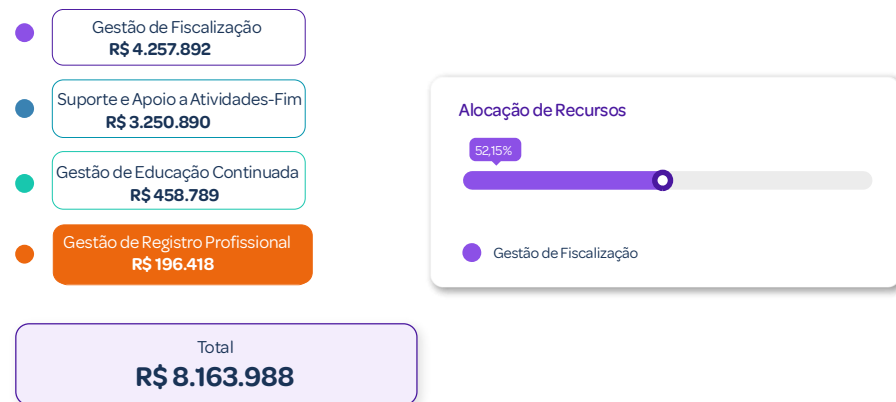 Gestão de Fiscalização
R$ 4.257.892
Suporte e Apoio a Atividades-Fim
R$ 3.250.890
Gestão de Educação Continuada
R$ 458.789
Gestão de Registro Profissional
R$ 196.418
Total
R$ 8.163.988
Alocação de Recursos
52,15%
Gestão de Fiscalização